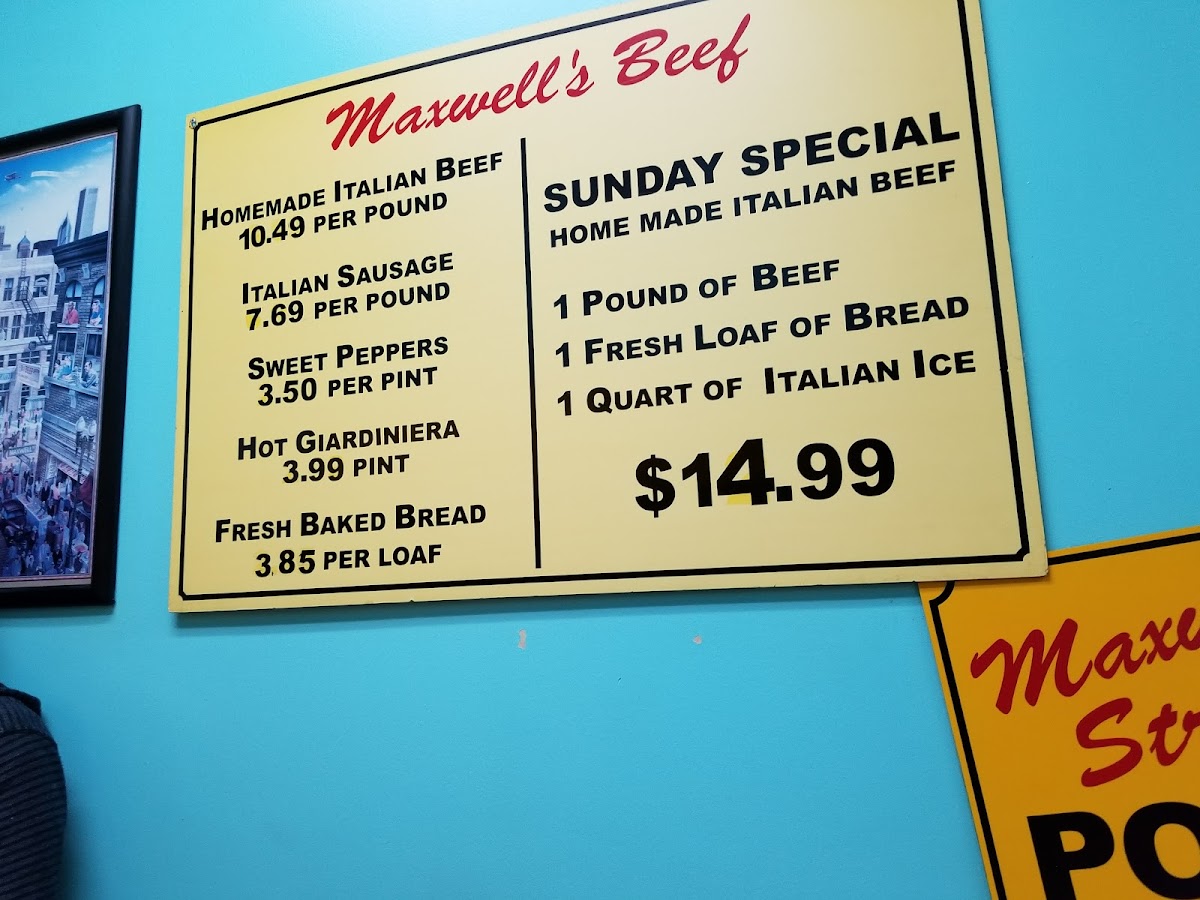 Maxwell's Beef
HOMEMADE ITALIAN BEEF
10.49 PER POUND
ITALIAN SAUSAGE
7.69 PER POUND
SWEET PEPPERS
3.50 PER PINT
HOT GIARDINIERA
3.99 PINT
FRESH BAKED BREAD
3.85 PER LOAF
SUNDAY SPECIAL
HOME MADE ITALIAN BEEF
1 POUND OF BEEF
1 FRESH LOAF OF BREAD
1 QUART OF ITALIAN ICE
$14.99